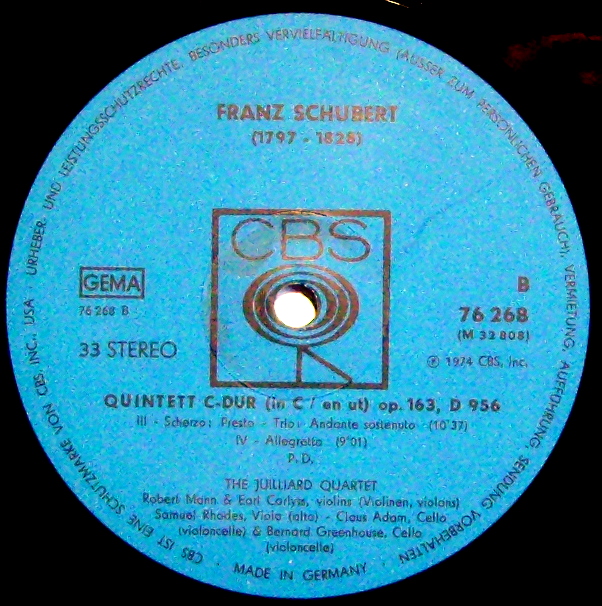 URHEBER- UND LEISTUNGSSCHUTZRECHTE, BESONDERS VERVIELFÄLTIGUNG (AUSSER ZUM PERSÖNLICHEN GEBRAUCH), VERMIETUNG, AUFFÜHRUNG, SENDUNG VORBEHALTEN ·
FRANZ SCHUBERT
(1797 - 1828)
CBS
GEMA
76 268 B
33 STEREO
B
76 268
(M 32 808)
Ⓟ 1974 CBS, Inc.
QUINTETT C-DUR (in C / en ut) op. 163, D 956
III - Scherzo: Presto - Trio: Andante sostenuto - (10'37)
IV - Allegretto - (9'01)
P. D.
THE JUILLIARD QUARTET
Robert Mann & Earl Carlyss, violins (Violinen, violons)
Samuel Rhodes, Viola (alto) - Claus Adam, Cello
(violoncelle) & Bernard Greenhouse, Cello
(violoncelle)
MADE IN GERMANY ·
CBS IST EINE SCHUTZMARKE VON CBS, INC., USA ·